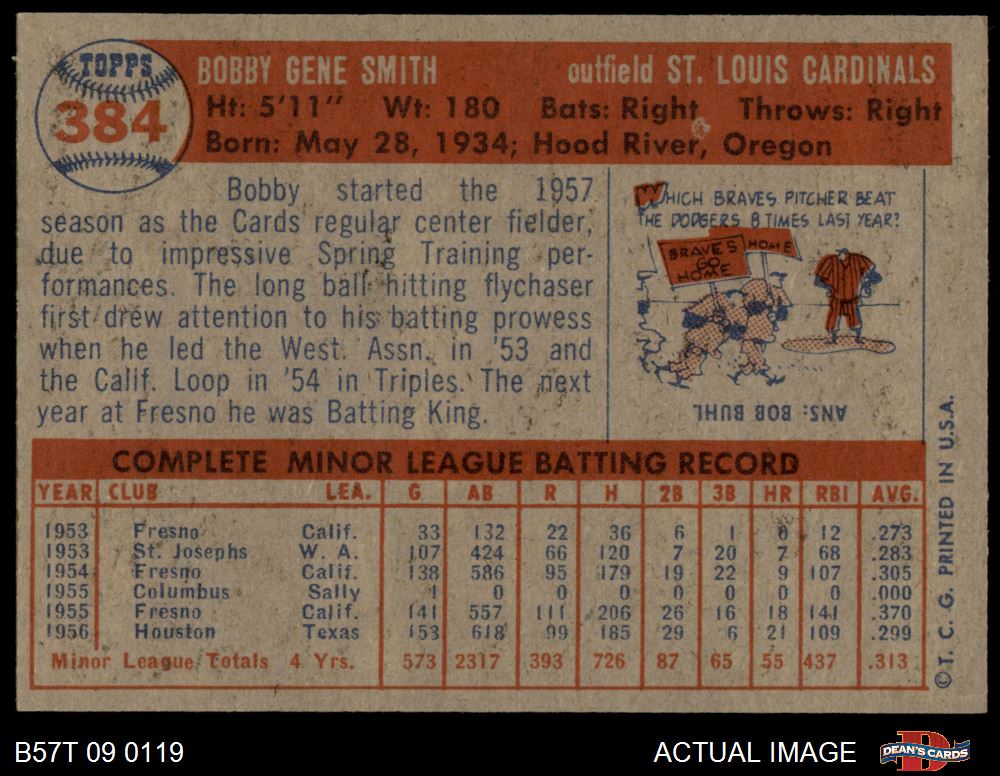 TOPPS
384
BOBBY GENE SMITH outfield ST. LOUIS CARDINALS
Ht: 5'11" Wt: 180 Bats: Right Throws: Right
Born: May 28, 1934; Hood River, Oregon
Bobby started the 1957
season as the Cards regular center fielder,
due to impressive Spring Training per-
formances. The long ball hitting flychaser
first drew attention to his batting prowess
when he led the West. Assn. in '53 and
the Calif. Loop in '54 in Triples. The next
year at Fresno he was Batting King.
WHICH BRAVES PITCHER BEAT
THE DODGERS 8 TIMES LAST YEAR?
BRAVES
GO
HOME
HOME
ANS: BOB BUHL
COMPLETE MINOR LEAGUE BATTING RECORD
YEAR CLUB LEA. G AB R H 2B 3B HR RBI AVG.
1953 Fresno Calif. 33 132 22 36 6 1 0 12 .273
1953 St. Josephs W. A. 107 424 66 120 7 20 7 68 .283
1954 Fresno Calif. 138 586 95 179 19 22 9 107 .305
1955 Columbus Sally 1 0 0 0 0 0 0 0 .000
1955 Fresno Calif. 141 557 111 206 26 16 18 141 .370
1956 Houston Texas 153 618 99 185 29 6 21 109 .299
Minor League Totals 4 Yrs. 573 2317 393 726 87 65 55 437 .313
© T. C. G. PRINTED IN U.S.A.
B57T 09 0119
ACTUAL IMAGE
D
DEAN'S CARDS